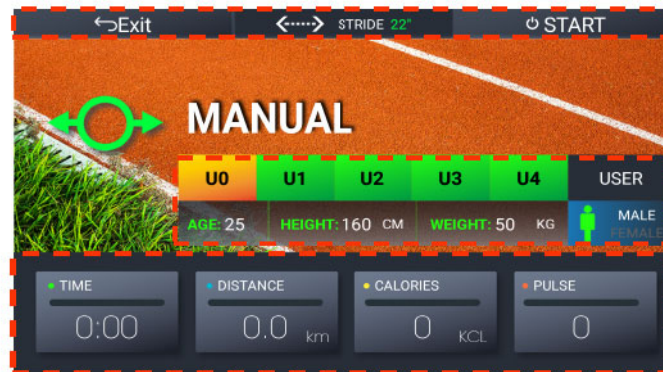 Exit
STRIDE 22"
START
MANUAL
U0 U1 U2 U3 U4 USER
AGE: 25 HEIGHT: 160 CM WEIGHT: 50 KG MALE
FEMALE
TIME DISTANCE CALORIES PULSE
0:00 0.0 km 0 KCL 0